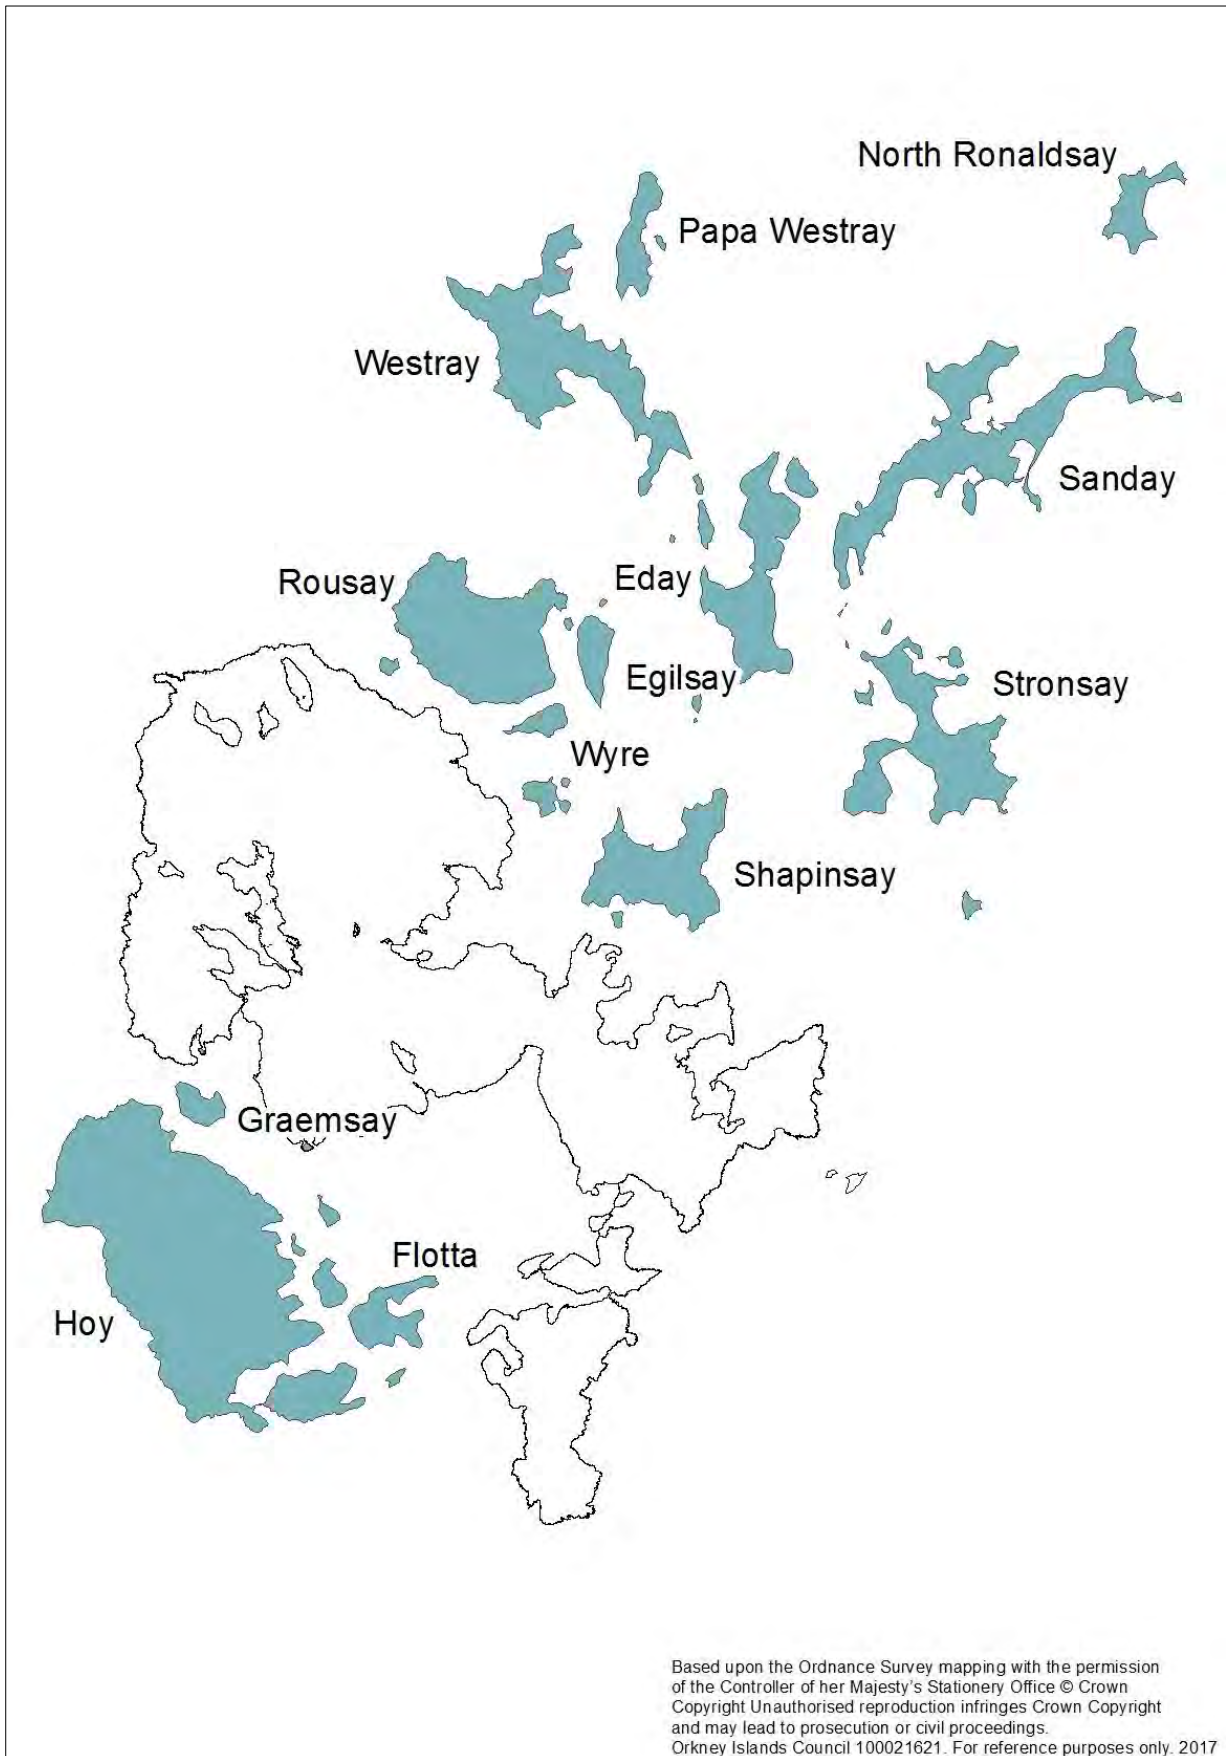 North Ronaldsay
Papa Westray
Westray
Sanday
Rousay
Eday
Egilsay
Stronsay
Wyre
Shapinsay
Graemsay
Flotta
Hoy
Based upon the Ordnance Survey mapping with the permission
of the Controller of her Majesty's Stationery Office © Crown
Copyright Unauthorised reproduction infringes Crown Copyright
and may lead to prosecution or civil proceedings.
Orkney Islands Council 100021621. For reference purposes only. 2017